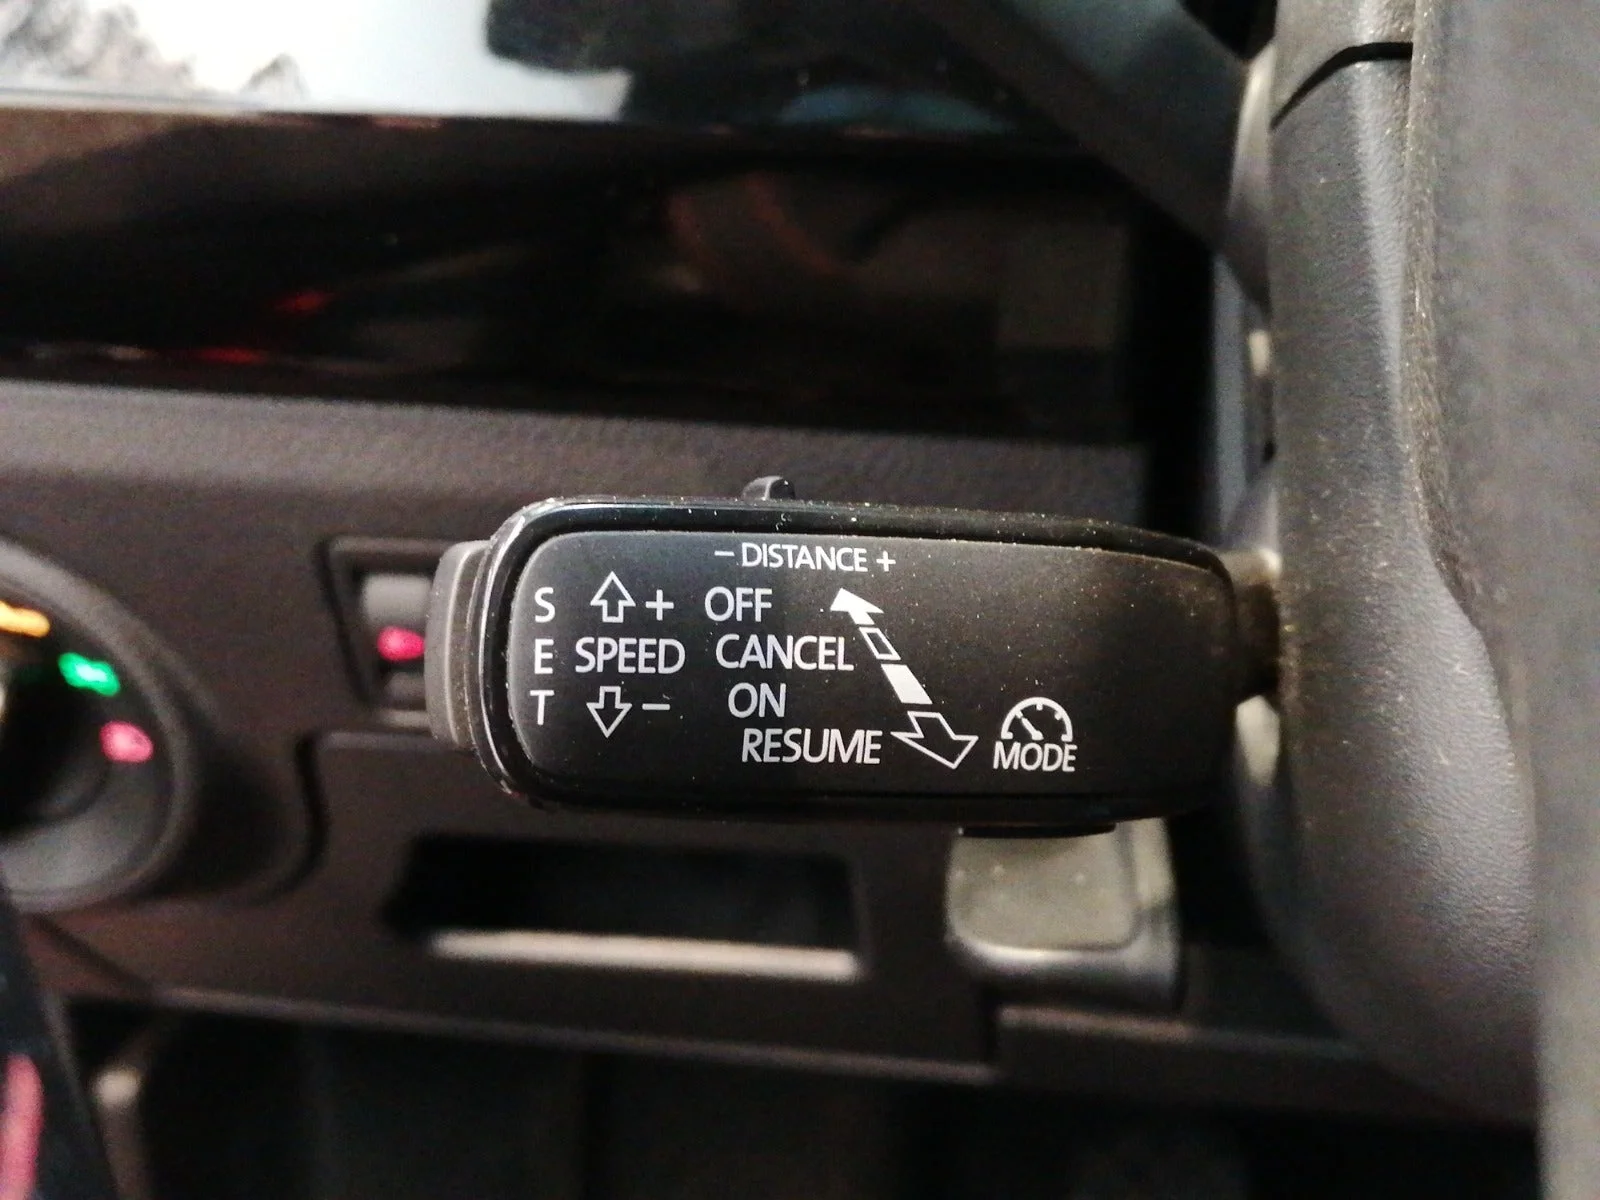 − DISTANCE +
S + OFF
E SPEED CANCEL
T − ON
RESUME
MODE